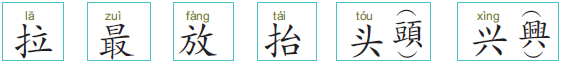 lā zuì fàng tái tóu xìng
拉 最 放 抬 头(頭) 兴(興)